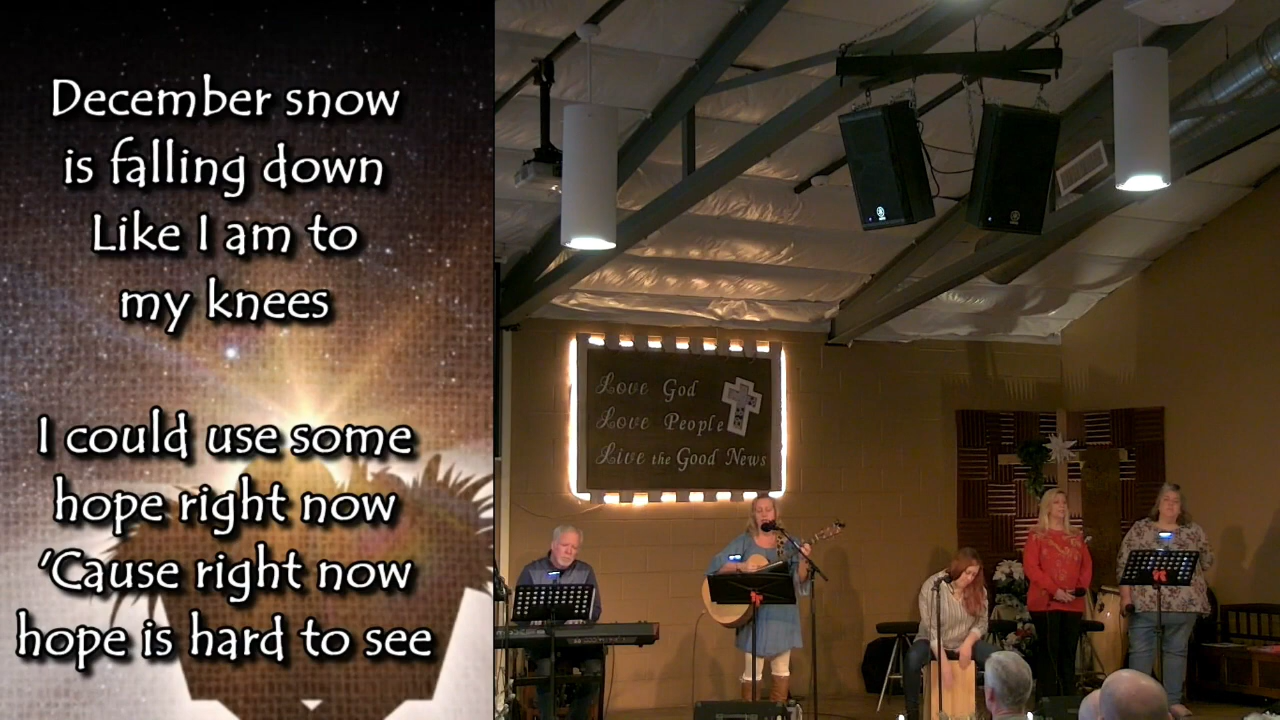 December snow
is falling down
Like I am to
my knees
I could use some
hope right now
'Cause right now
hope is hard to see
Love God
Love People
Live the Good News